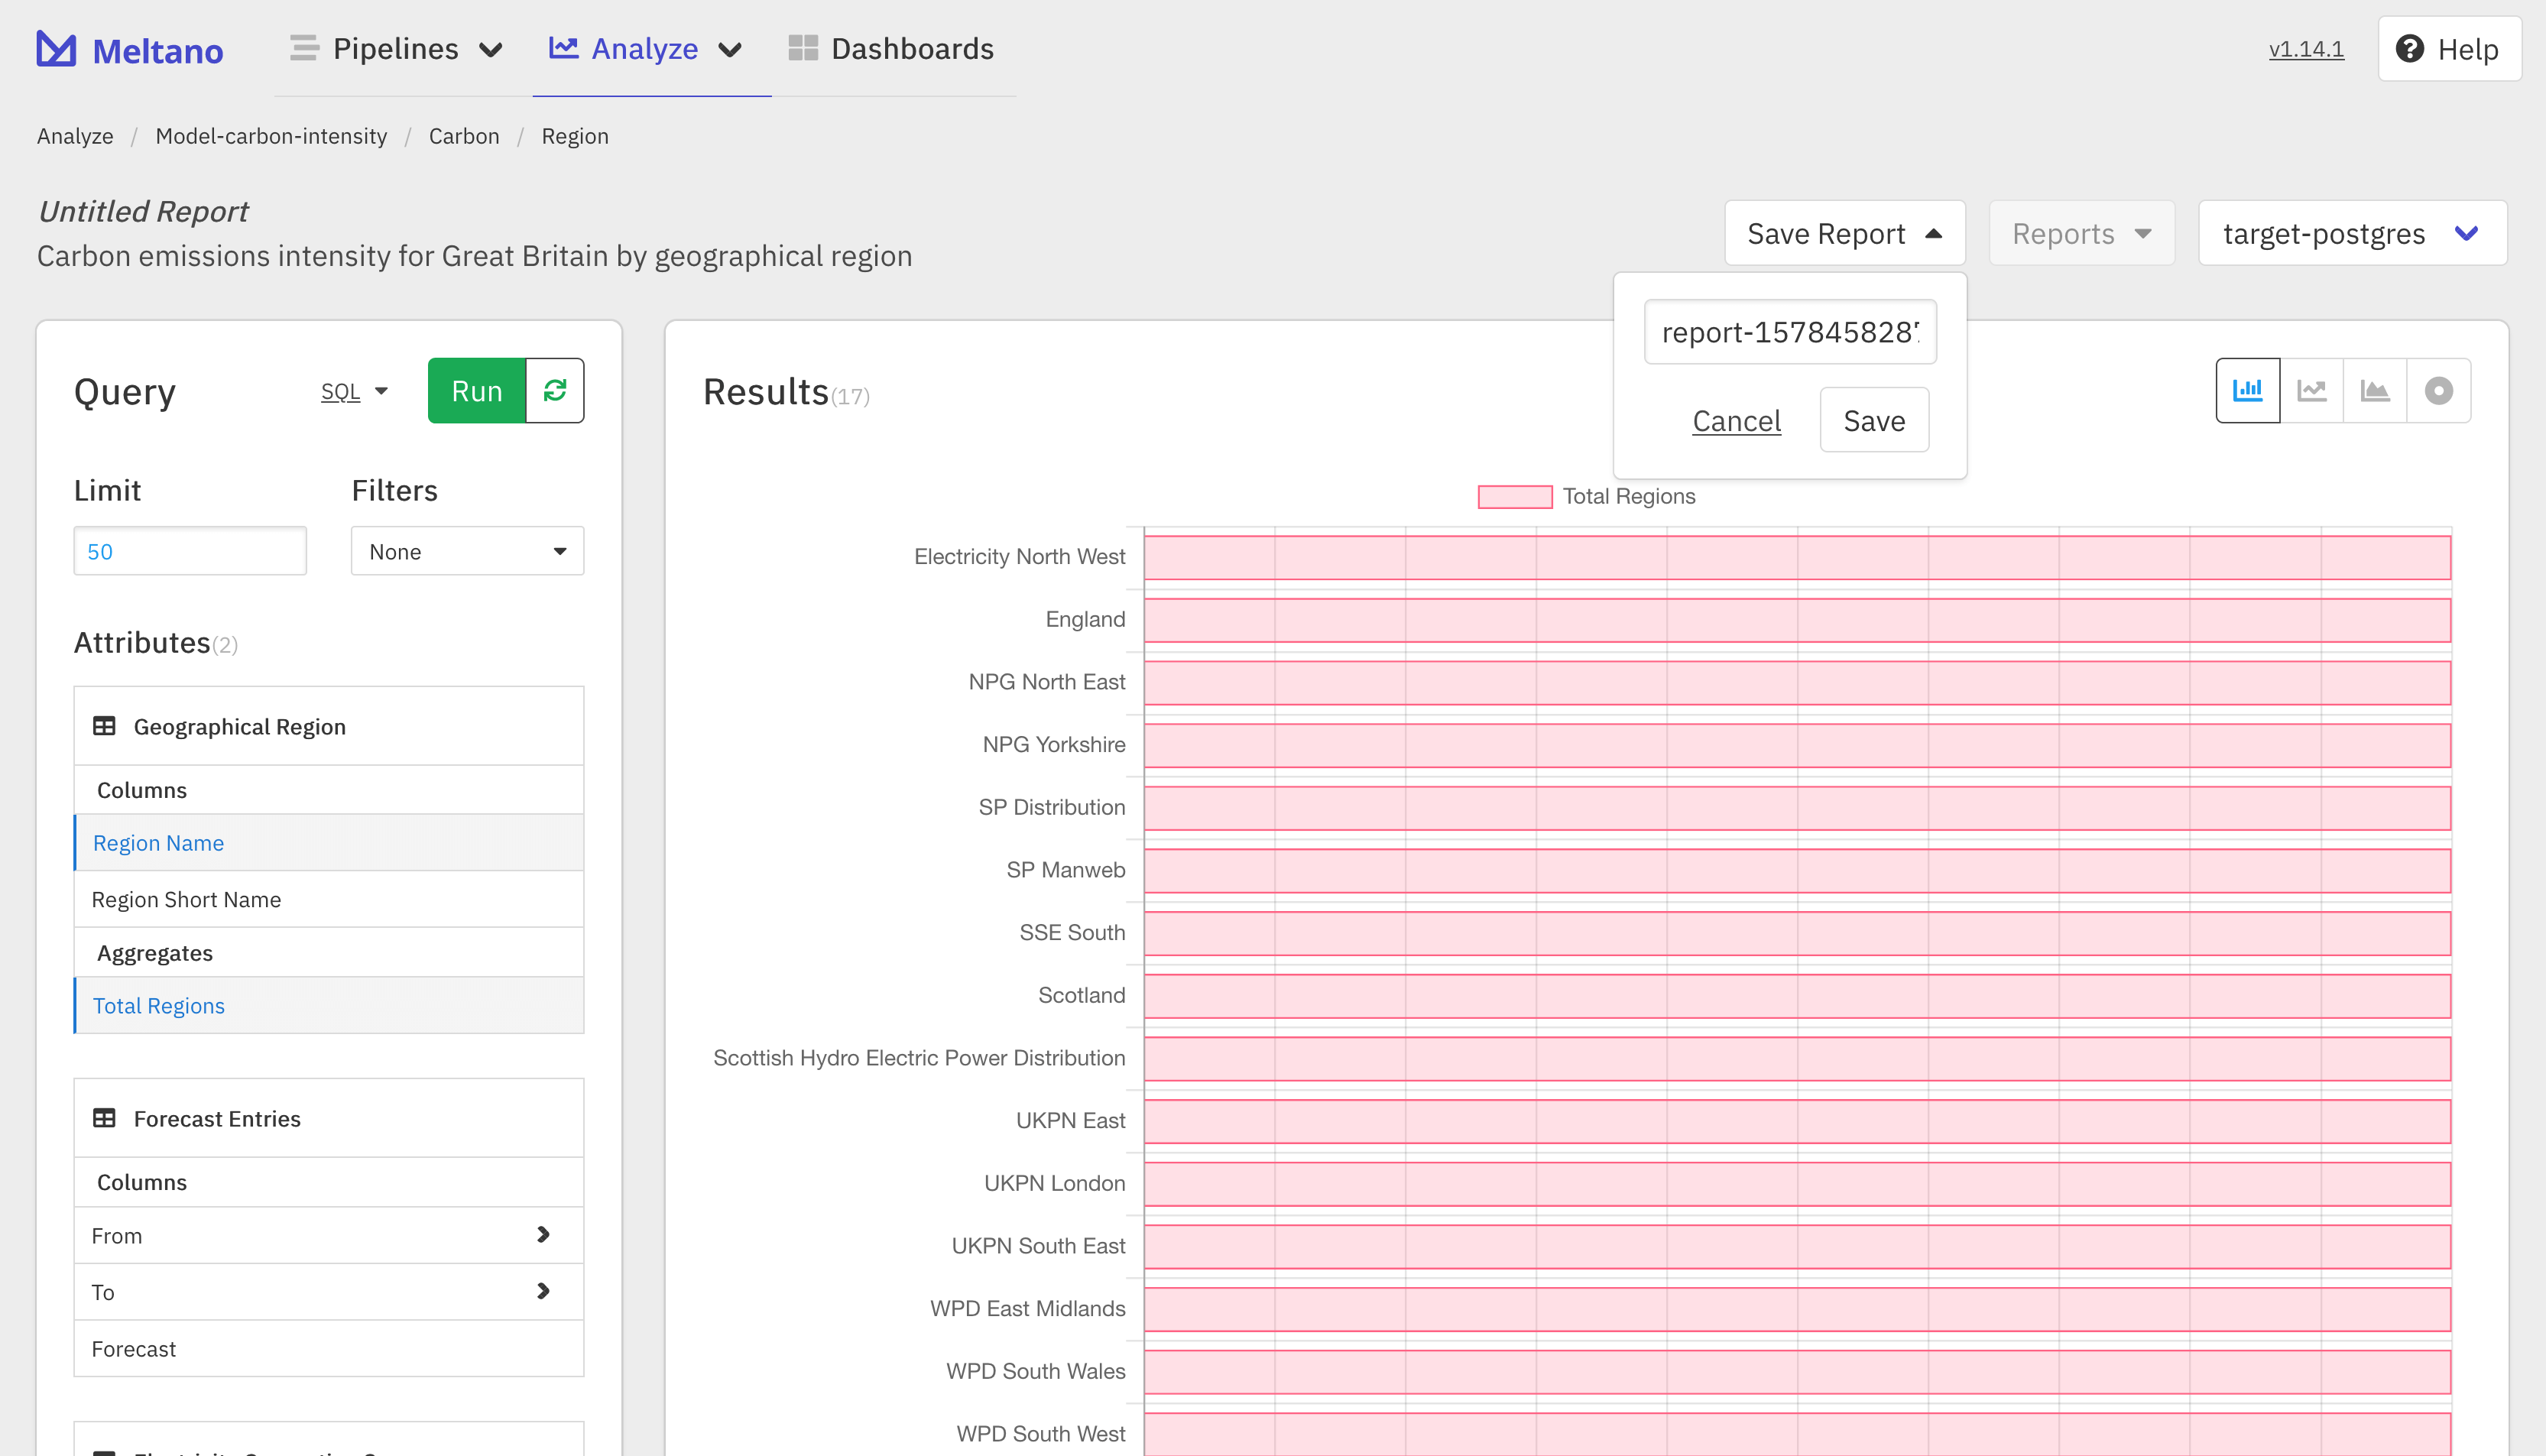 Meltano
Pipelines
Analyze
Dashboards
v1.14.1
Help
Analyze / Model-carbon-intensity / Carbon / Region
Untitled Report
Carbon emissions intensity for Great Britain by geographical region
Save Report
Reports
target-postgres
report-157845828
Cancel
Save
Query
SQL
Run
Limit
Filters
50
None
Attributes(2)
Geographical Region
Columns
Region Name
Region Short Name
Aggregates
Total Regions
Forecast Entries
Columns
From
To
Forecast
Results(17)
Total Regions
Electricity North West
England
NPG North East
NPG Yorkshire
SP Distribution
SP Manweb
SSE South
Scotland
Scottish Hydro Electric Power Distribution
UKPN East
UKPN London
UKPN South East
WPD East Midlands
WPD South Wales
WPD South West